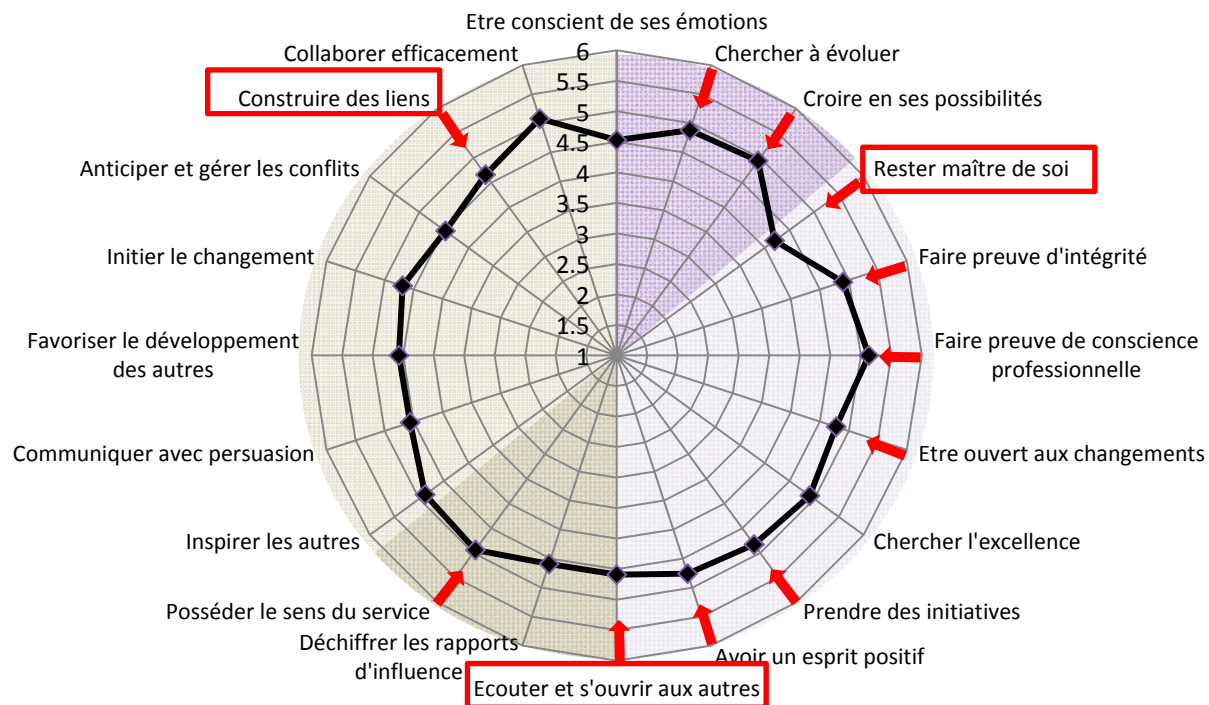 Etre conscient de ses émotions
Chercher à évoluer
Croire en ses possibilités
Rester maître de soi
Faire preuve d'intégrité
Faire preuve de conscience
professionnelle
Etre ouvert aux changements
Chercher l'excellence
Prendre des initiatives
Avoir un esprit positif
Ecouter et s'ouvrir aux autres
Déchiffrer les rapports
d'influence
Posséder le sens du service
Inspirer les autres
Communiquer avec persuasion
Favoriser le développement
des autres
Initier le changement
Anticiper et gérer les conflits
Construire des liens
Collaborer efficacement
6
5.5
5
4.5
4
3.5
3
2.5
2
1.5
1